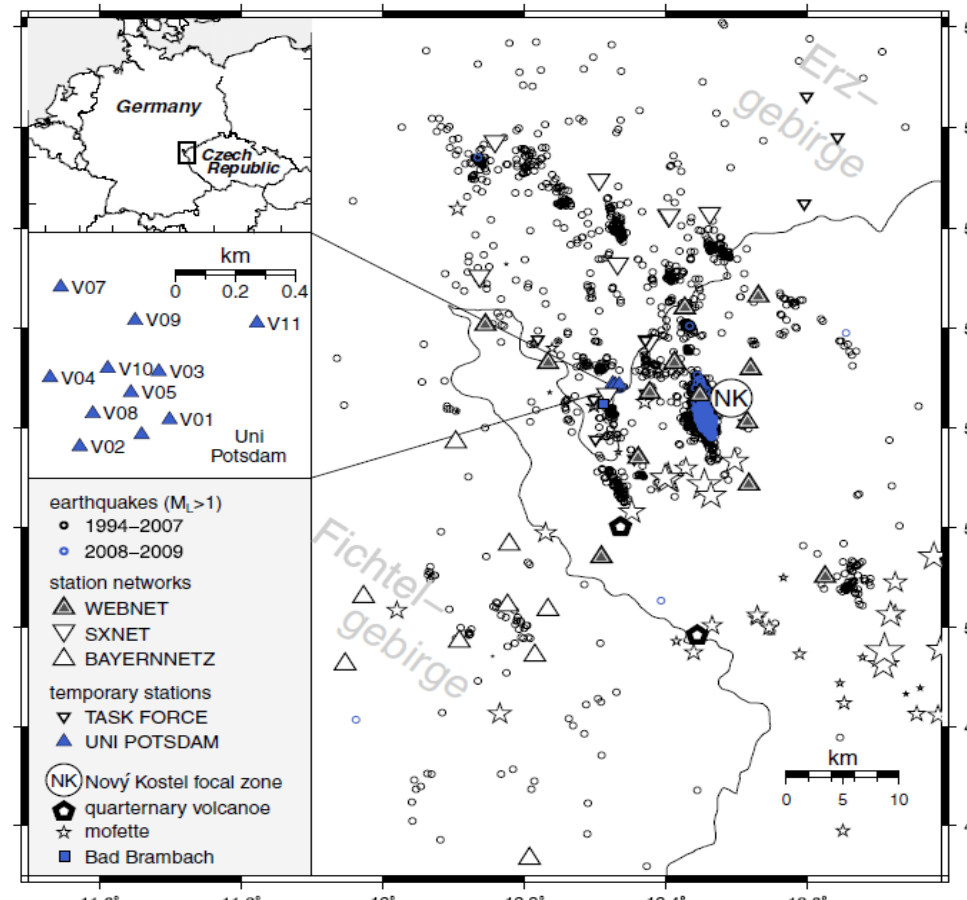 Germany
Czech
Republic
km
0 0.2 0.4
V07
V09
V11
V10
V03
V04
V05
V08
V01
V02
Uni
Potsdam
earthquakes (ML>1)
1994–2007
2008–2009
station networks
WEBNET
SXNET
BAYERNNETZ
temporary stations
TASK FORCE
UNI POTSDAM
NK Nový Kostel focal zone
quarternary volcanoe
mofette
Bad Brambach
Erz–
gebirge
NK
Fichtel–
gebirge
km
0 5 10